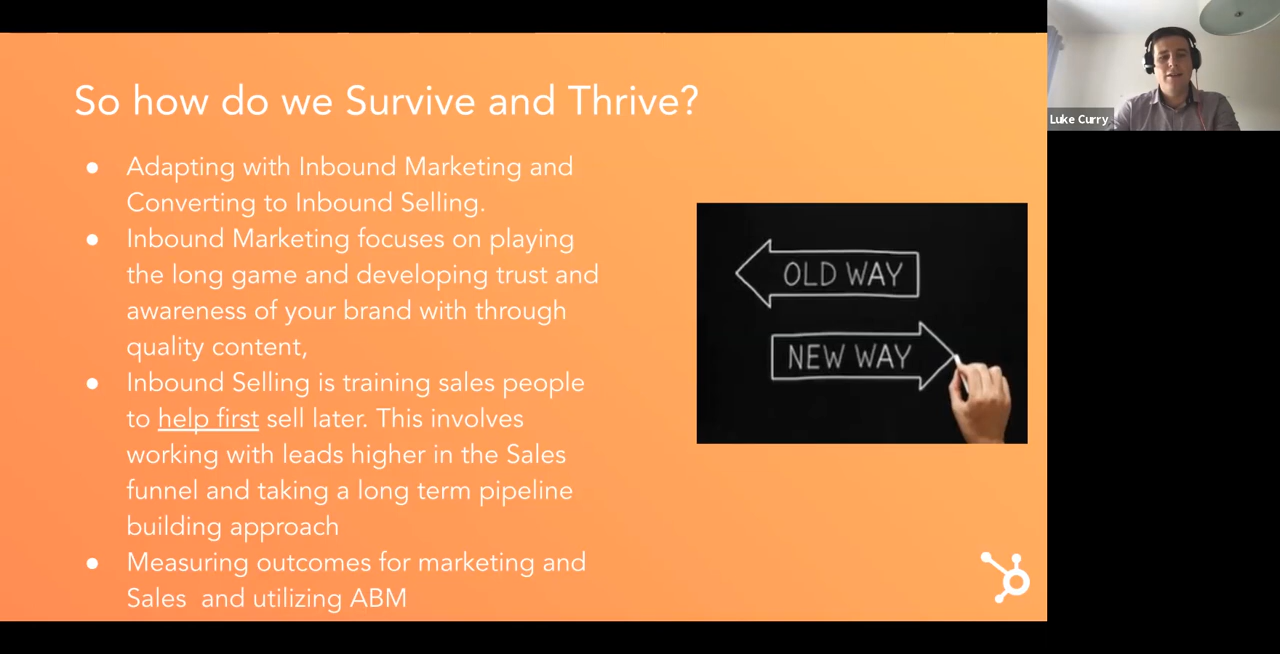 So how do we Survive and Thrive?
● Adapting with Inbound Marketing and
Converting to Inbound Selling.
● Inbound Marketing focuses on playing
the long game and developing trust and
awareness of your brand with through
quality content,
● Inbound Selling is training sales people
to help first sell later. This involves
working with leads higher in the Sales
funnel and taking a long term pipeline
building approach
● Measuring outcomes for marketing and
Sales  and utilizing ABM
OLD WAY
NEW WAY
Luke Curry